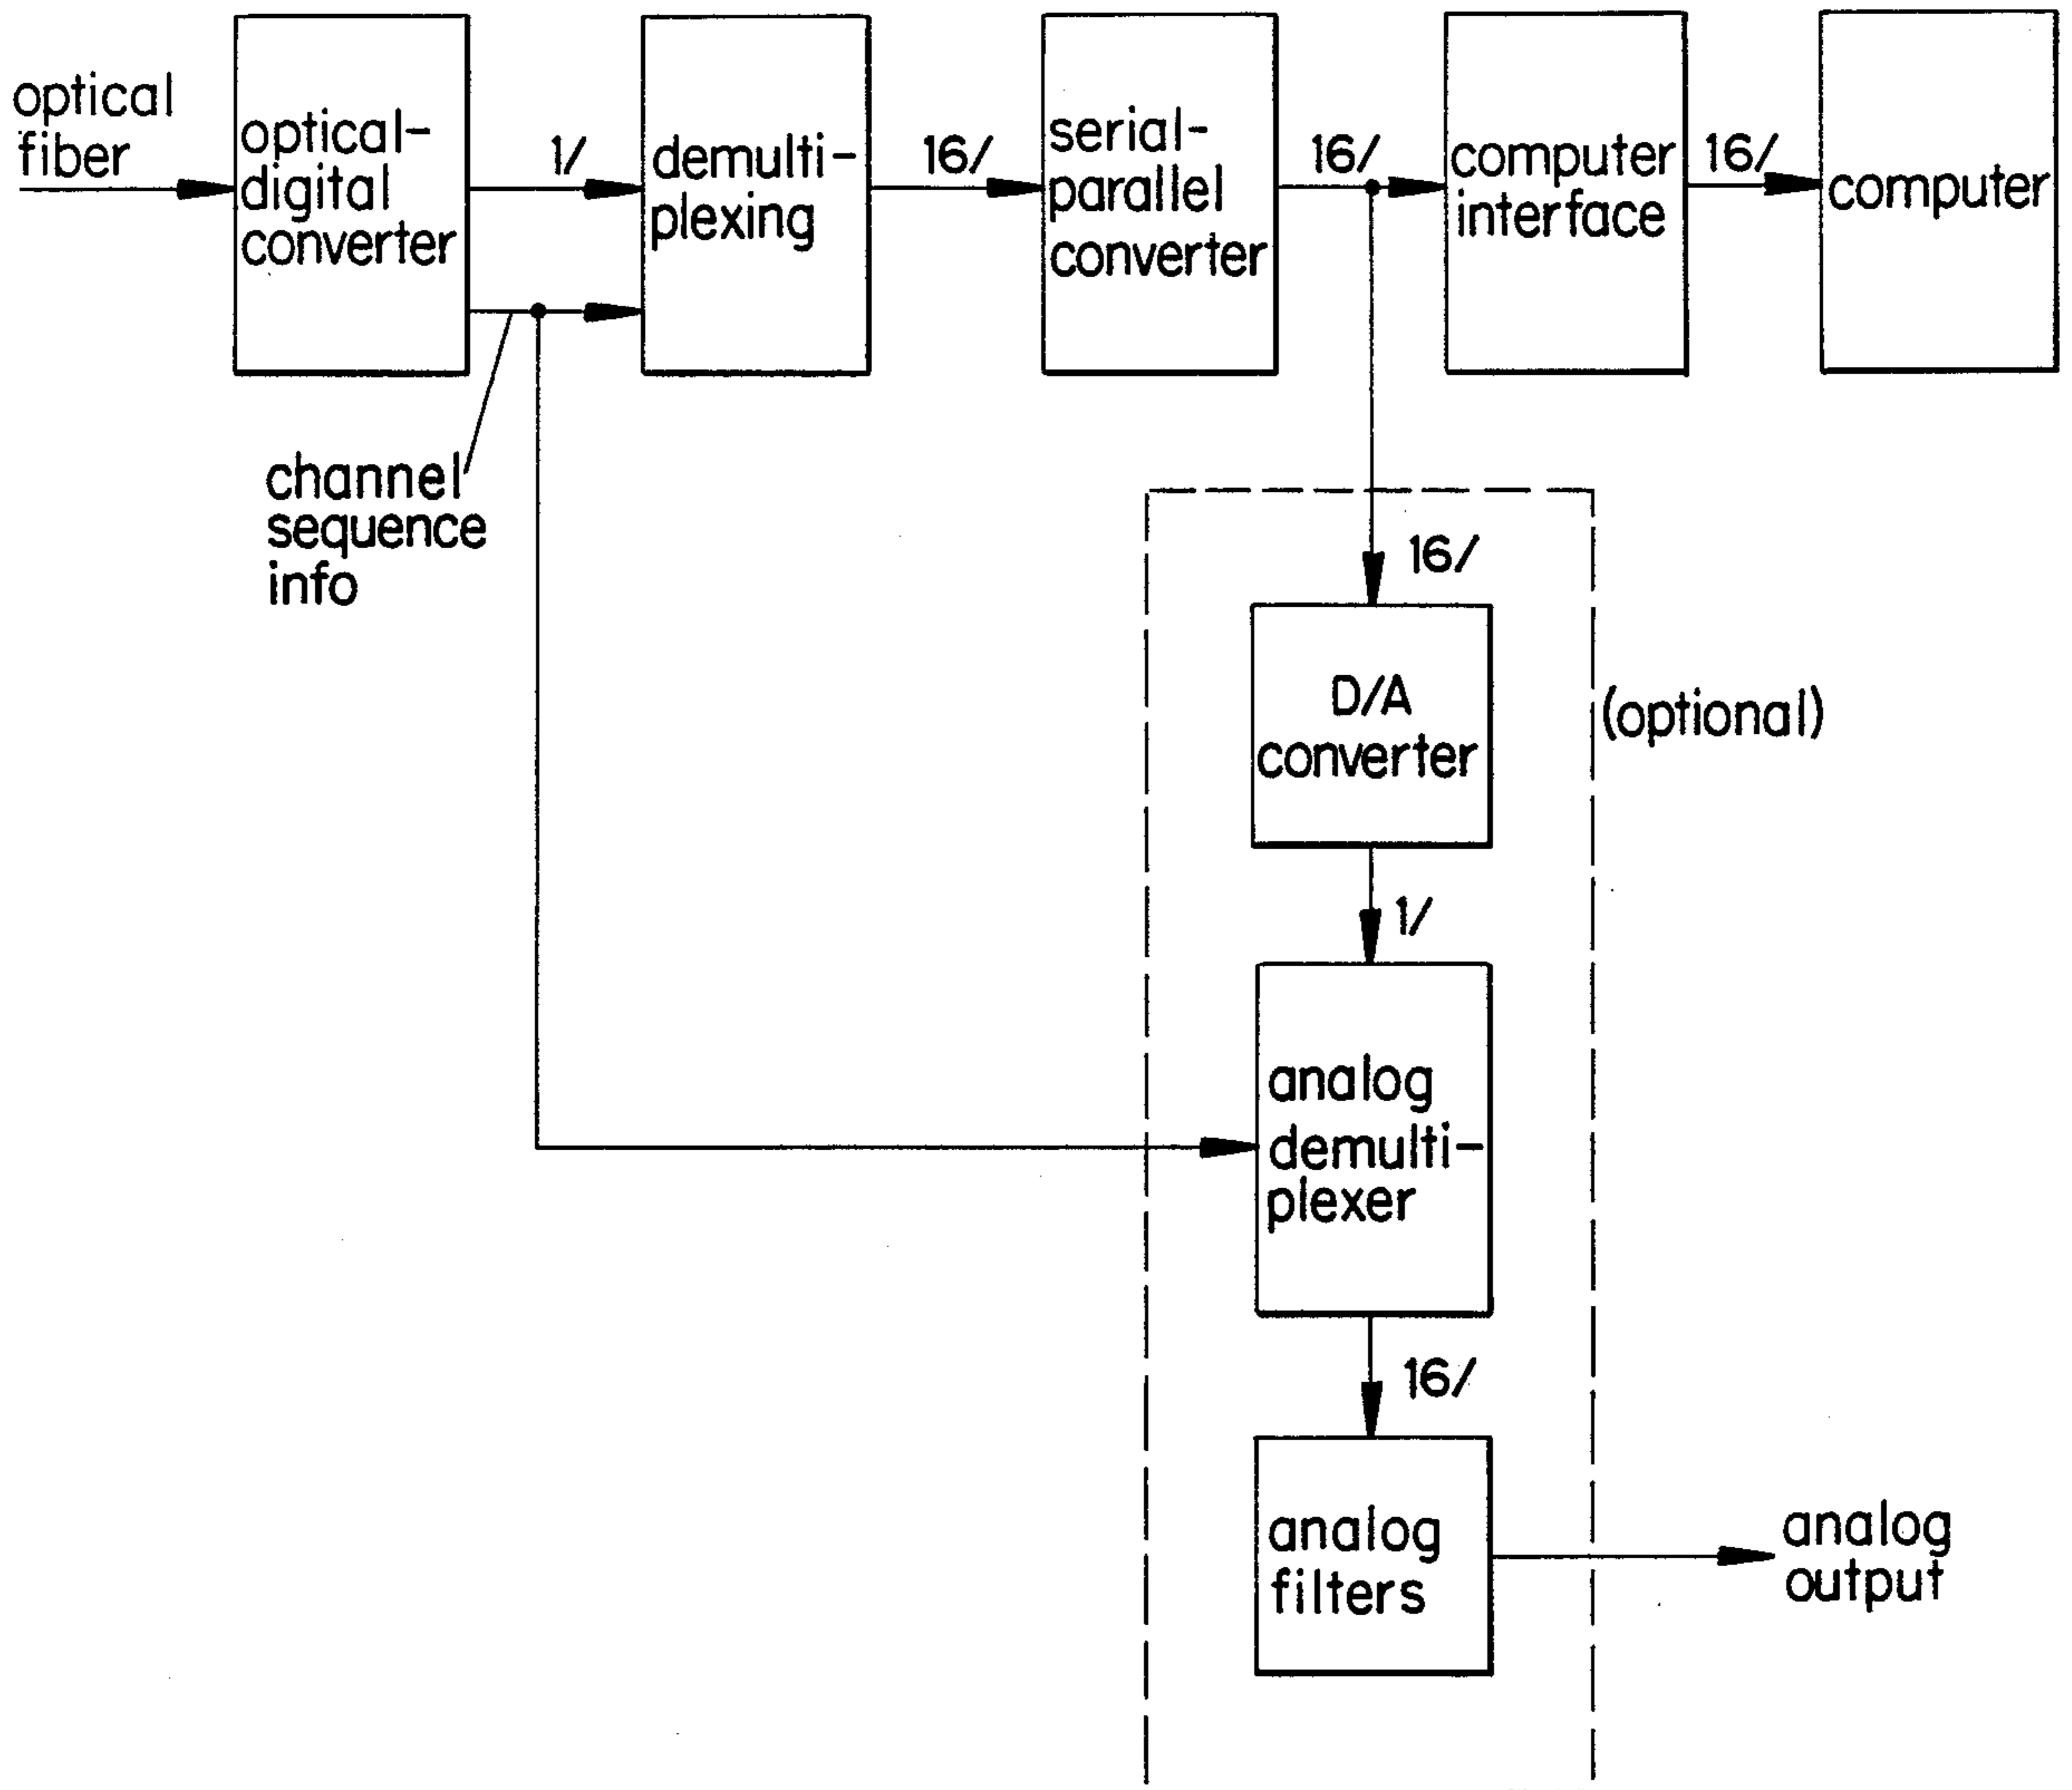 optical
fiber
optical-
digital
converter
1/
demulti-
plexing
16/
serial-
parallel
converter
16/
computer
interface
16/
computer
channel
sequence
info
16/
D/A
converter
(optional)
1/
analog
demulti-
plexer
16/
analog
filters
analog
output